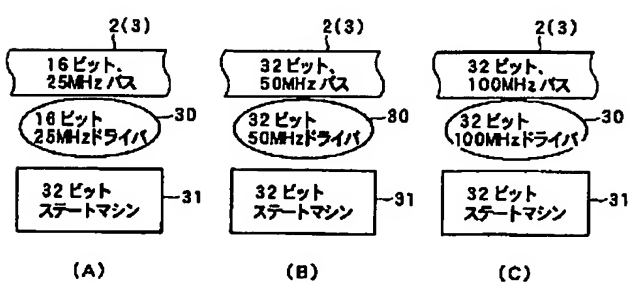 2(3)
16ビット、
25MHzバス
16ビット
25MHzドライバ
30
32ビット
ステートマシン
31
(A)
2(3)
32ビット、
50MHzバス
32ビット
50MHzドライバ
30
32ビット
ステートマシン
31
(B)
2(3)
32ビット、
100MHzバス
32ビット
100MHzドライバ
30
32ビット
ステートマシン
31
(C)